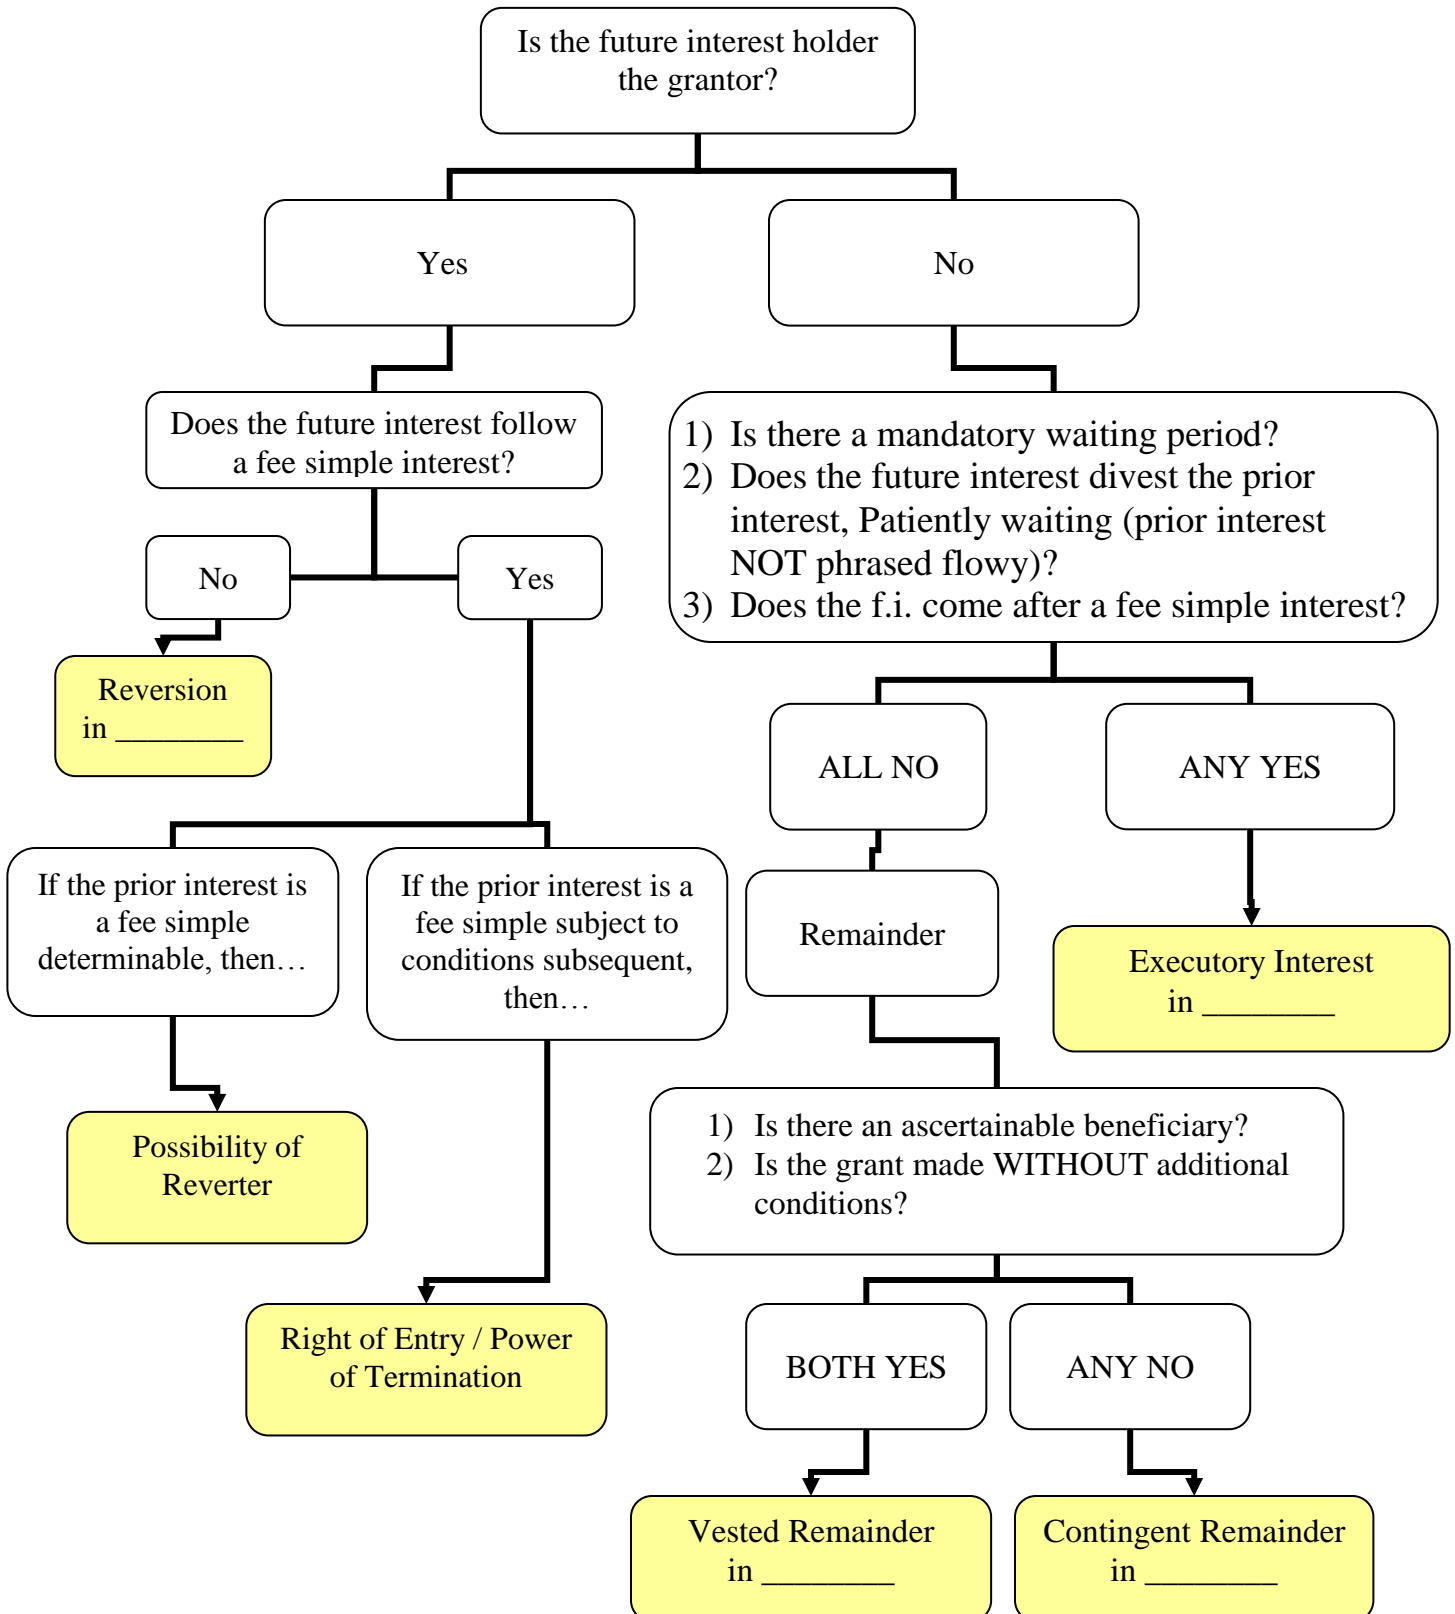 Is the future interest holder
the grantor?
Yes
No
Does the future interest follow
a fee simple interest?
1) Is there a mandatory waiting period?
2) Does the future interest divest the prior
interest, Patiently waiting (prior interest
NOT phrased flowy)?
3) Does the f.i. come after a fee simple interest?
No
Yes
Reversion
in ________
ALL NO
ANY YES
If the prior interest is
a fee simple
determinable, then…
If the prior interest is a
fee simple subject to
conditions subsequent,
then…
Remainder
Executory Interest
in ________
Possibility of
Reverter
1) Is there an ascertainable beneficiary?
2) Is the grant made WITHOUT additional
conditions?
Right of Entry / Power
of Termination
BOTH YES
ANY NO
Vested Remainder
in ________
Contingent Remainder
in ________